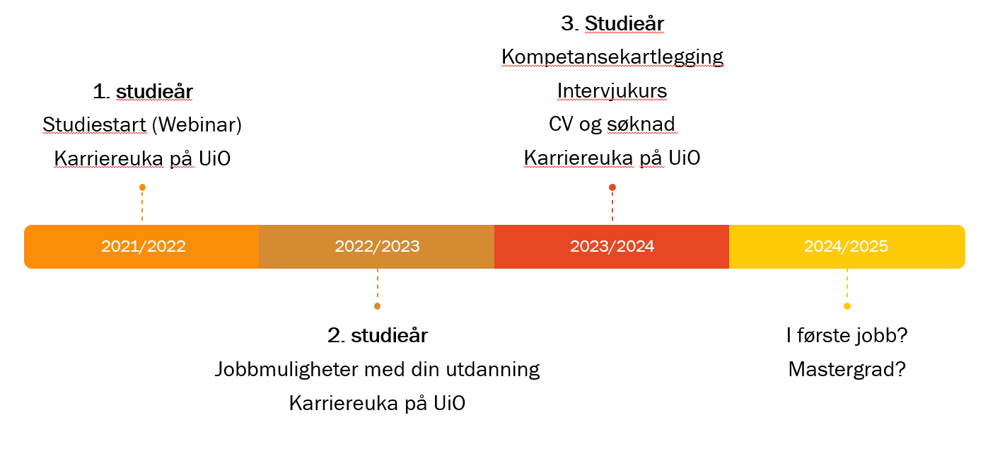 1. studieår
Studiestart (Webinar)
Karriereuka på UiO
3. Studieår
Kompetansekartlegging
Intervjukurs
CV og søknad
Karriereuka på UiO
2021/2022
2022/2023
2023/2024
2024/2025
2. studieår
Jobbmuligheter med din utdanning
Karriereuka på UiO
I første jobb?
Mastergrad?